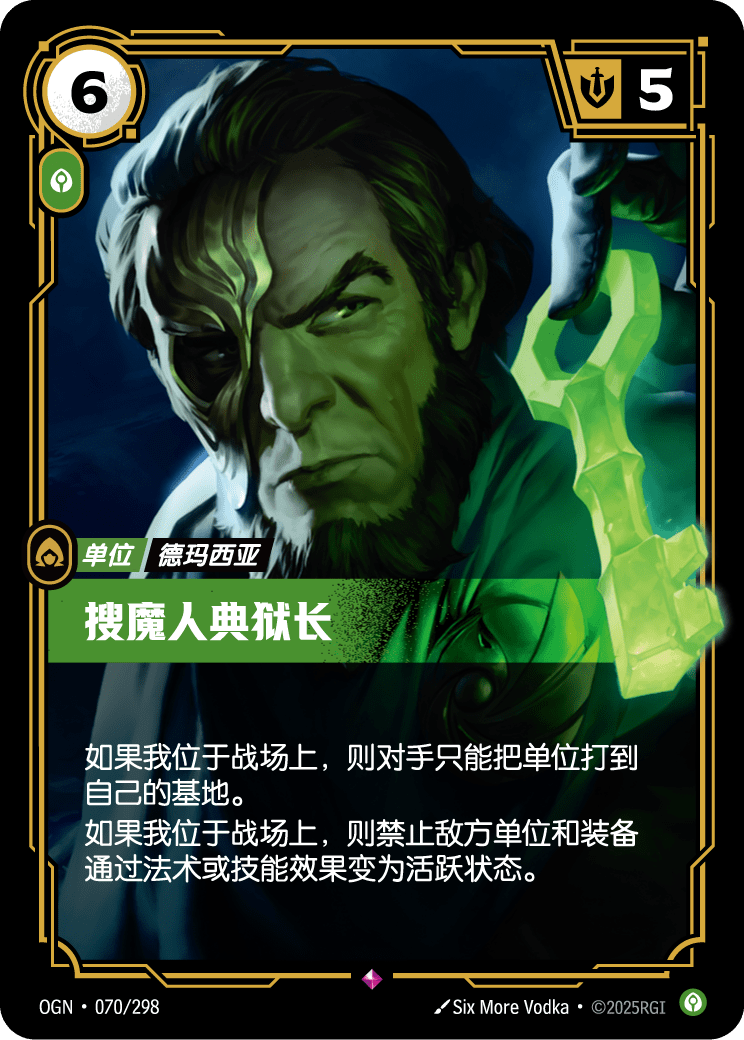 6
5
单位
德玛西亚
搜魔人典狱长
如果我位于战场上，则对手只能把单位打到
自己的基地。
如果我位于战场上，则禁止敌方单位和装备
通过法术或技能效果变为活跃状态。
OGN • 070/298
Six More Vodka • ©2025RGI